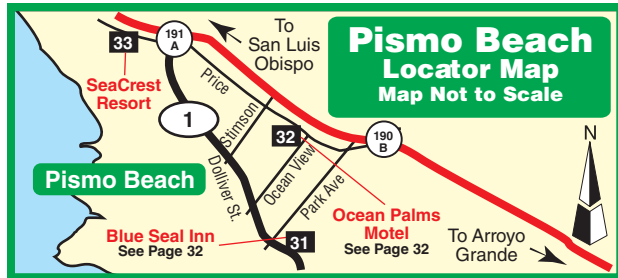 Pismo Beach
Locator Map
Map Not to Scale
To
San Luis
Obispo
191
A
33
SeaCrest
Resort
Price
Stimson
1
32
190
B
N
Ocean View
Park Ave
Dolliver St.
Pismo Beach
Ocean Palms
Motel
See Page 32
Blue Seal Inn
See Page 32
31
To Arroyo
Grande